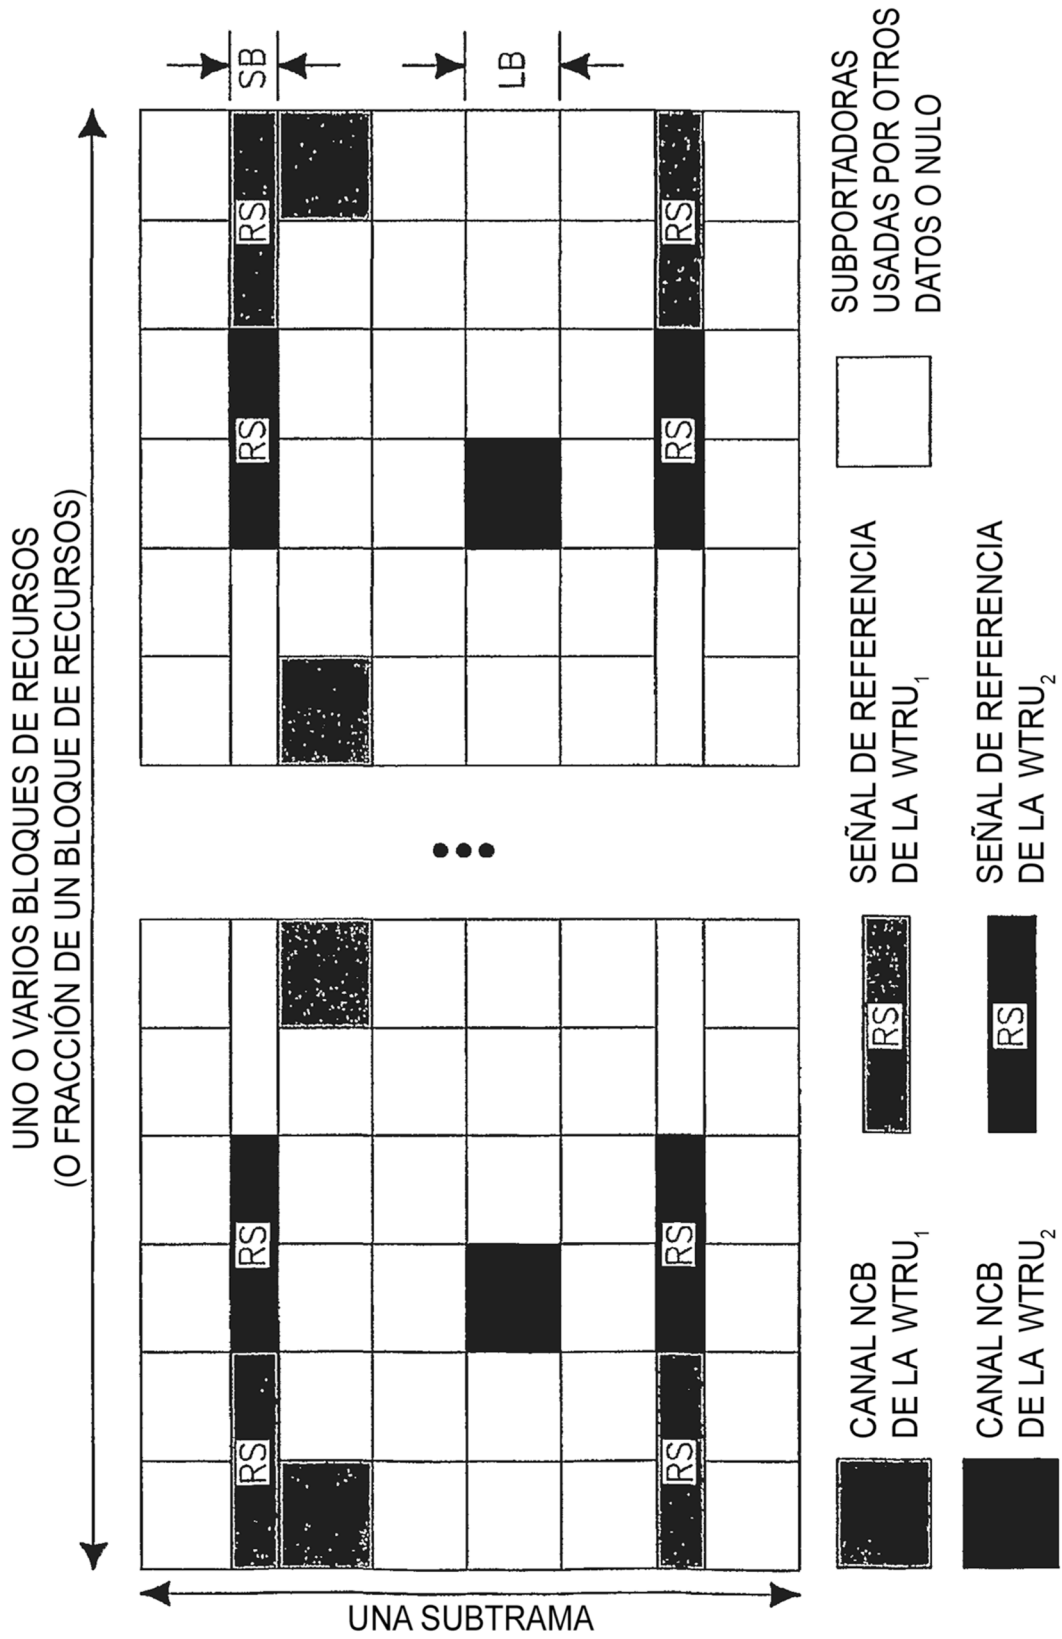 UNO O VARIOS BLOQUES DE RECURSOS
(O FRACCIÓN DE UN BLOQUE DE RECURSOS)
UNA SUBTRAMA
RS
RS
RS
RS
SB
LB
RS
RS
RS
RS
CANAL NCB
DE LA WTRU1
RS
SEÑAL DE REFERENCIA
DE LA WTRU1
SUBPORTADORAS
USADAS POR OTROS
DATOS O NULO
CANAL NCB
DE LA WTRU2
RS
SEÑAL DE REFERENCIA
DE LA WTRU2